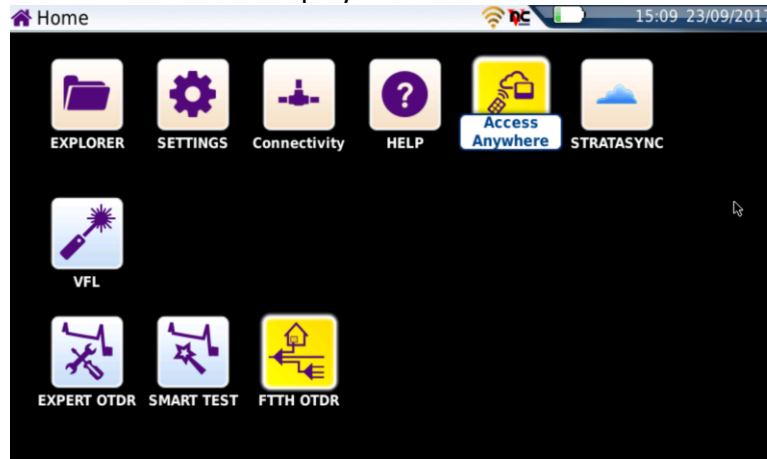 Home
15:09 23/09/2017
EXPLORER
SETTINGS
Connectivity
HELP
Access
Anywhere
STRATASYNC
VFL
EXPERT OTDR
SMART TEST
FTTH OTDR